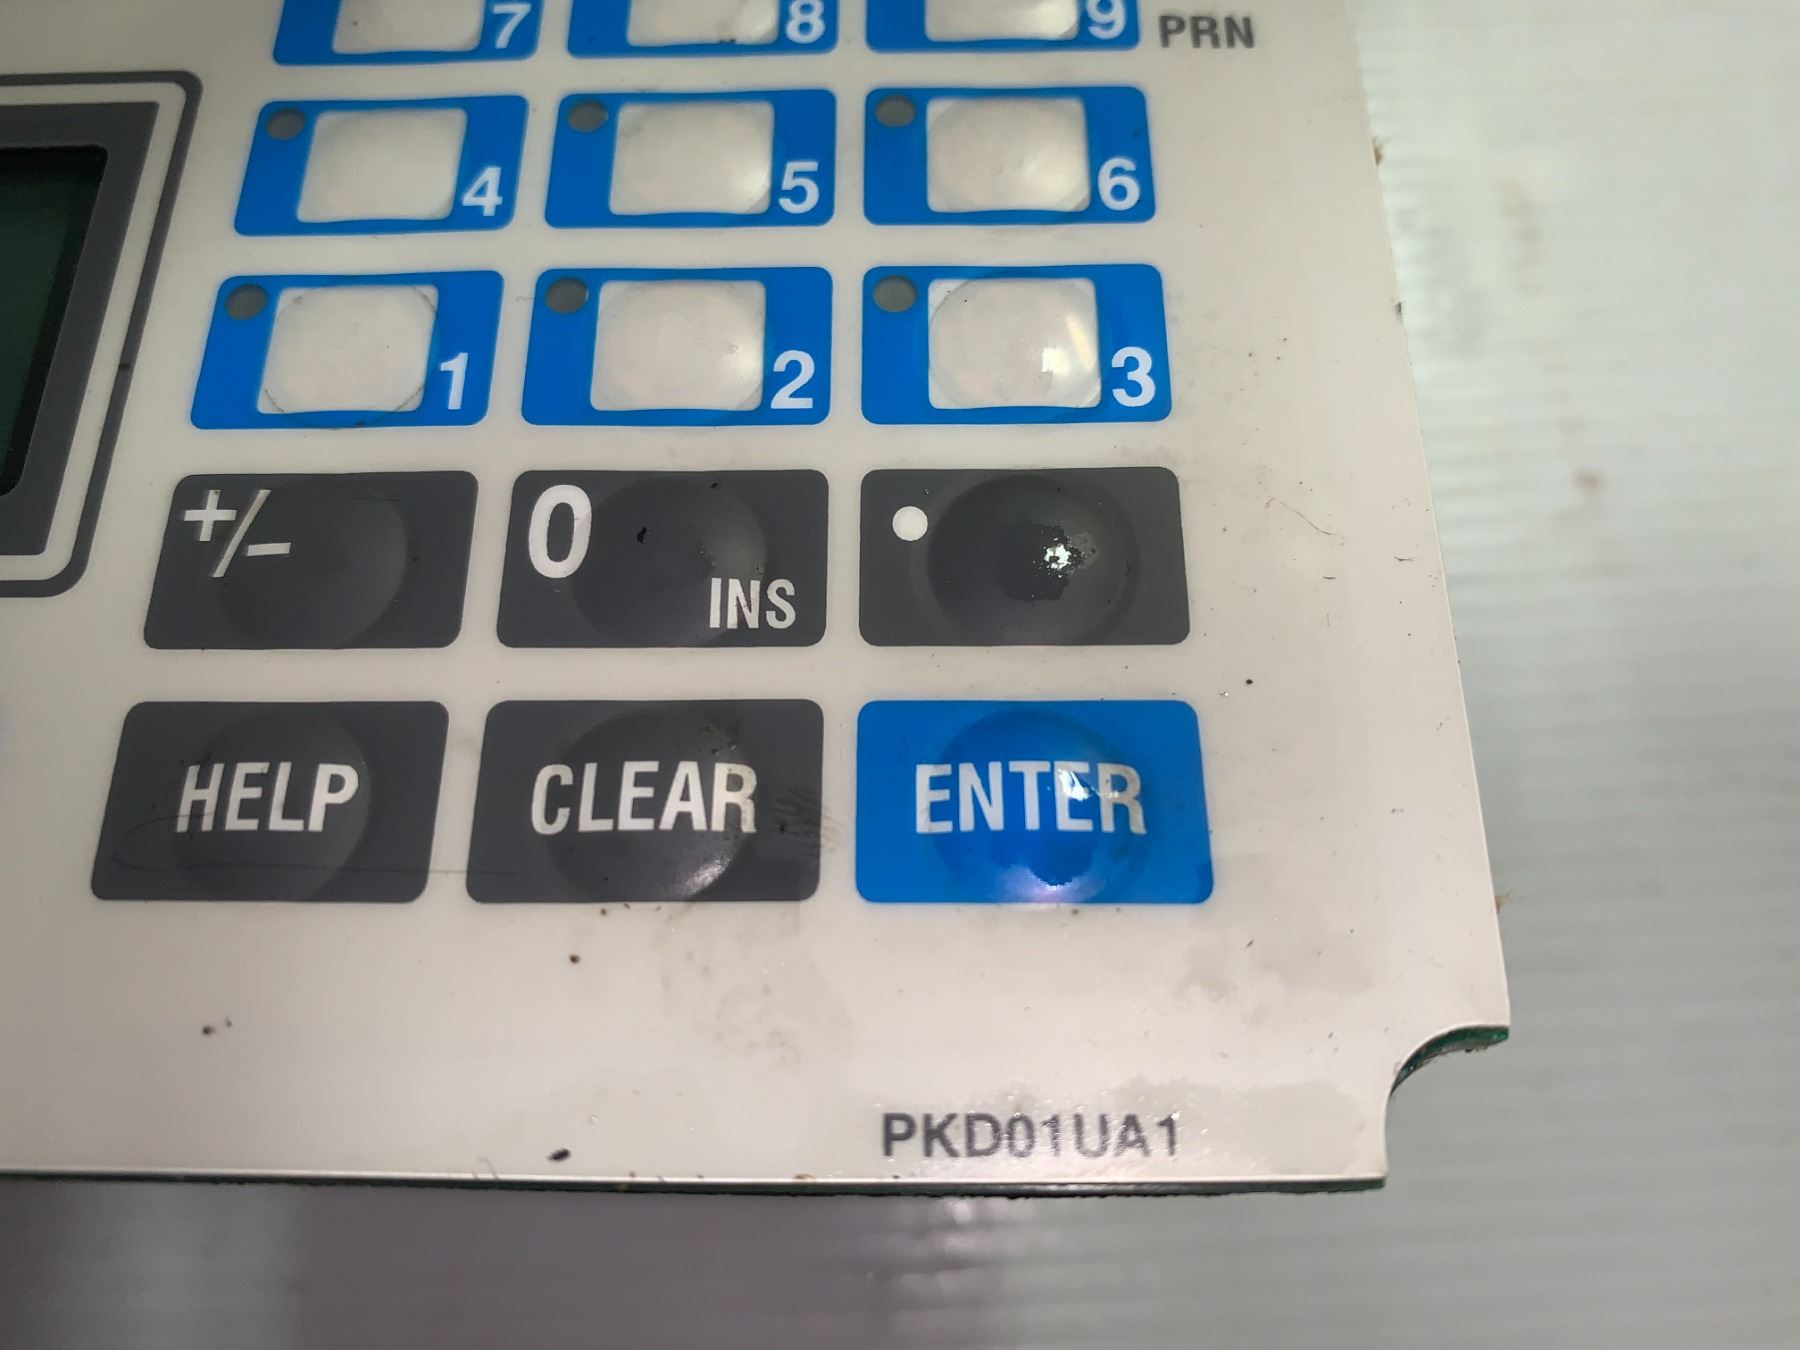 7 8 9 PRN
4 5 6
1 2 3
+/- 0 INS •
HELP CLEAR ENTER
PKD01UA1